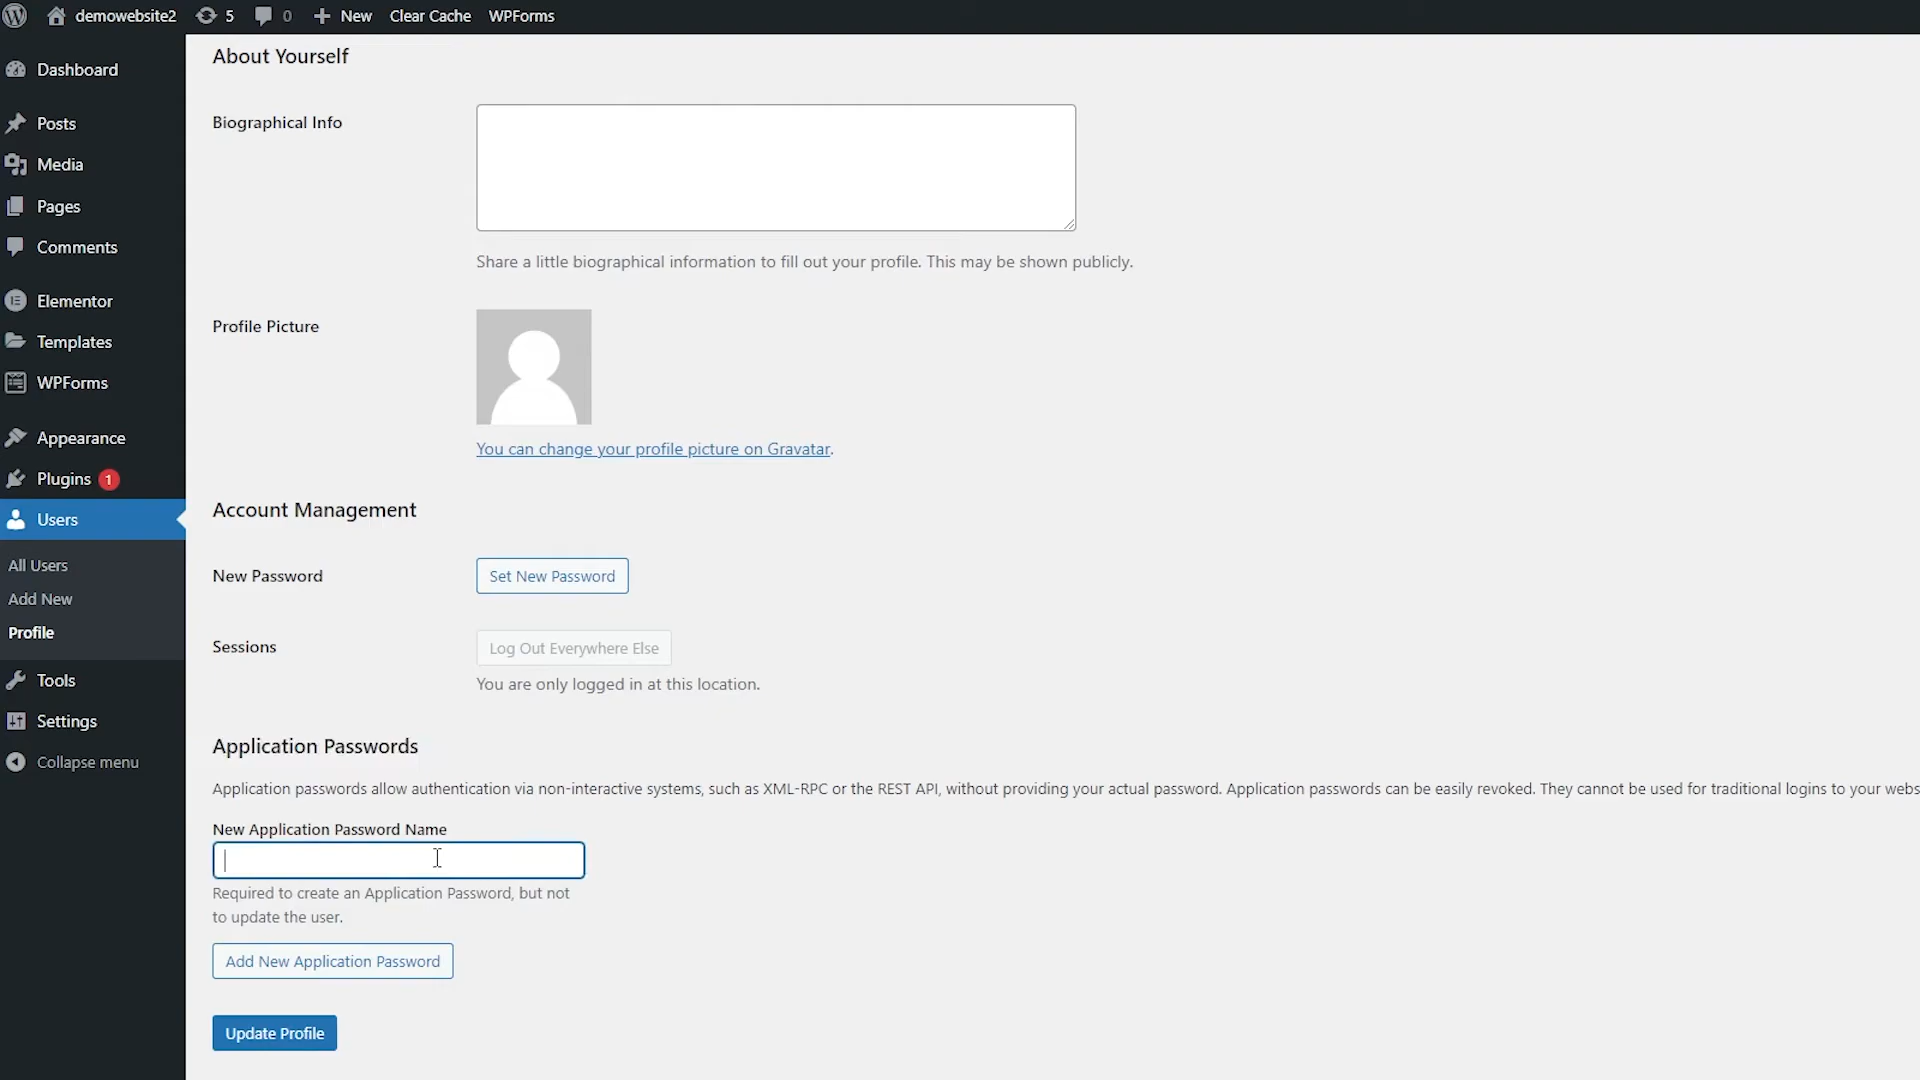 demowebsite2 5 0 New Clear Cache WPForms
Dashboard
Posts
Media
Pages
Comments
Elementor
Templates
WPForms
Appearance
Plugins 1
Users
All Users
Add New
Profile
Tools
Settings
Collapse menu
About Yourself
Biographical Info
Share a little biographical information to fill out your profile. This may be shown publicly.
Profile Picture
You can change your profile picture on Gravatar.
Account Management
New Password Set New Password
Sessions Log Out Everywhere Else
You are only logged in at this location.
Application Passwords
Application passwords allow authentication via non-interactive systems, such as XML-RPC or the REST API, without providing your actual password. Application passwords can be easily revoked. They cannot be used for traditional logins to your webs
New Application Password Name
Required to create an Application Password, but not
to update the user.
Add New Application Password
Update Profile